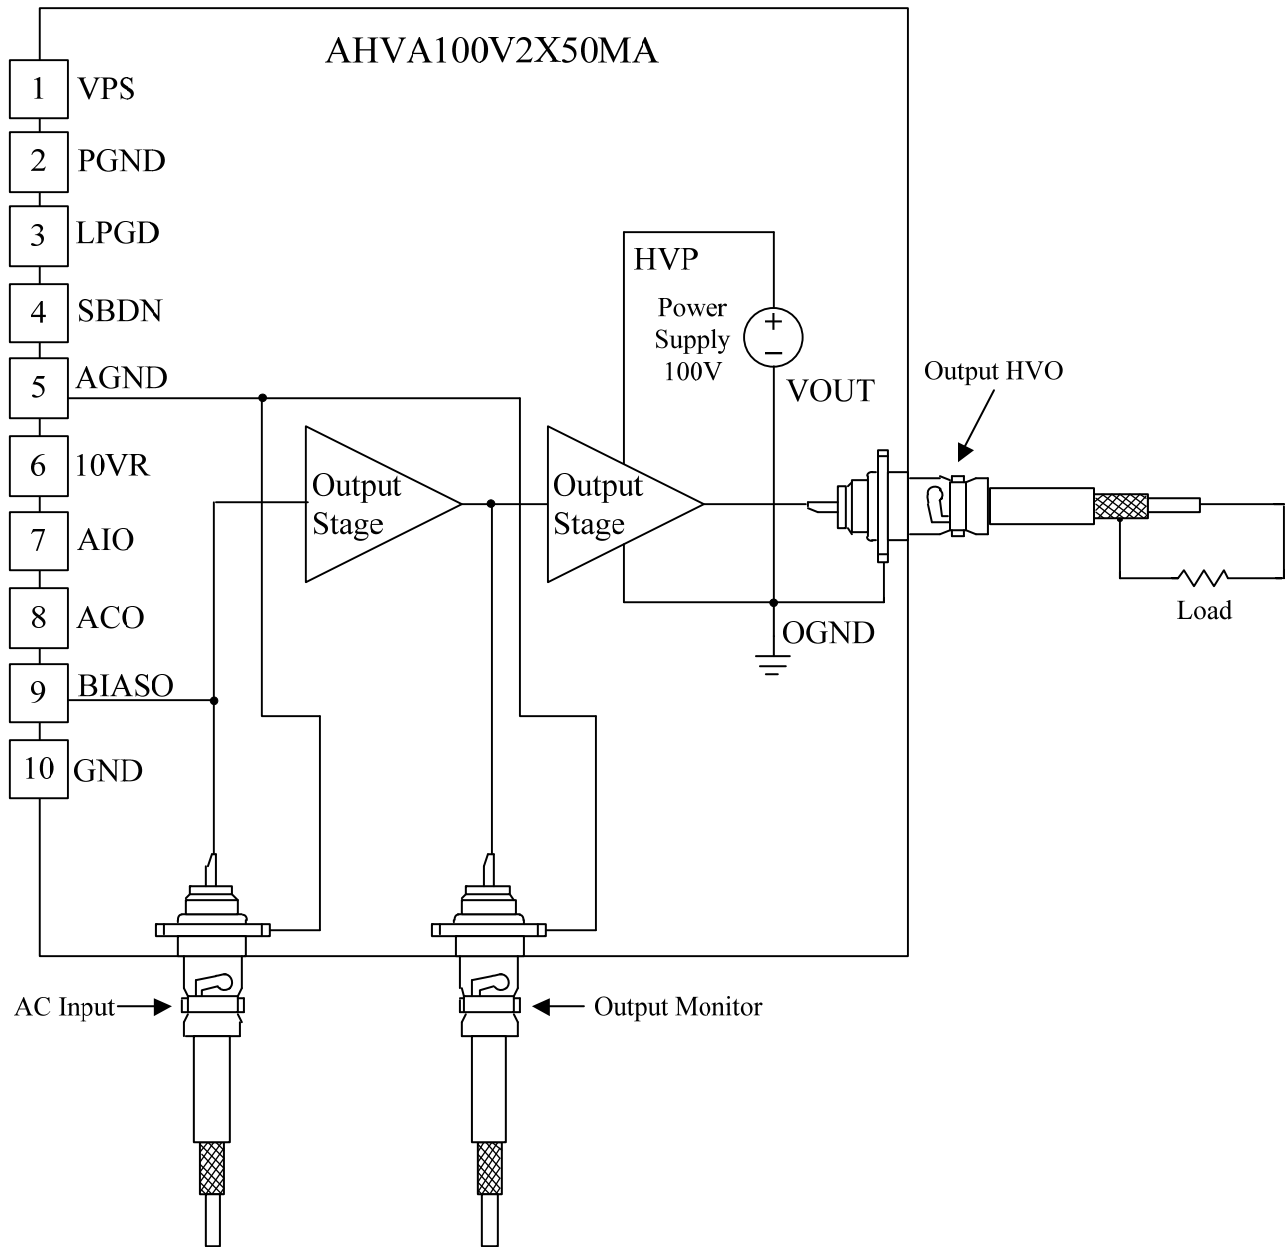 AHVA100V2X50MA
1 VPS
2 PGND
3 LPGD
4 SBDN
5 AGND
6 10VR
7 AIO
8 ACO
9 BIASO
10 GND
HVP
Power
Supply
100V
+
−
VOUT
Output HVO
Output
Stage
Output
Stage
OGND
Load
AC Input
Output Monitor